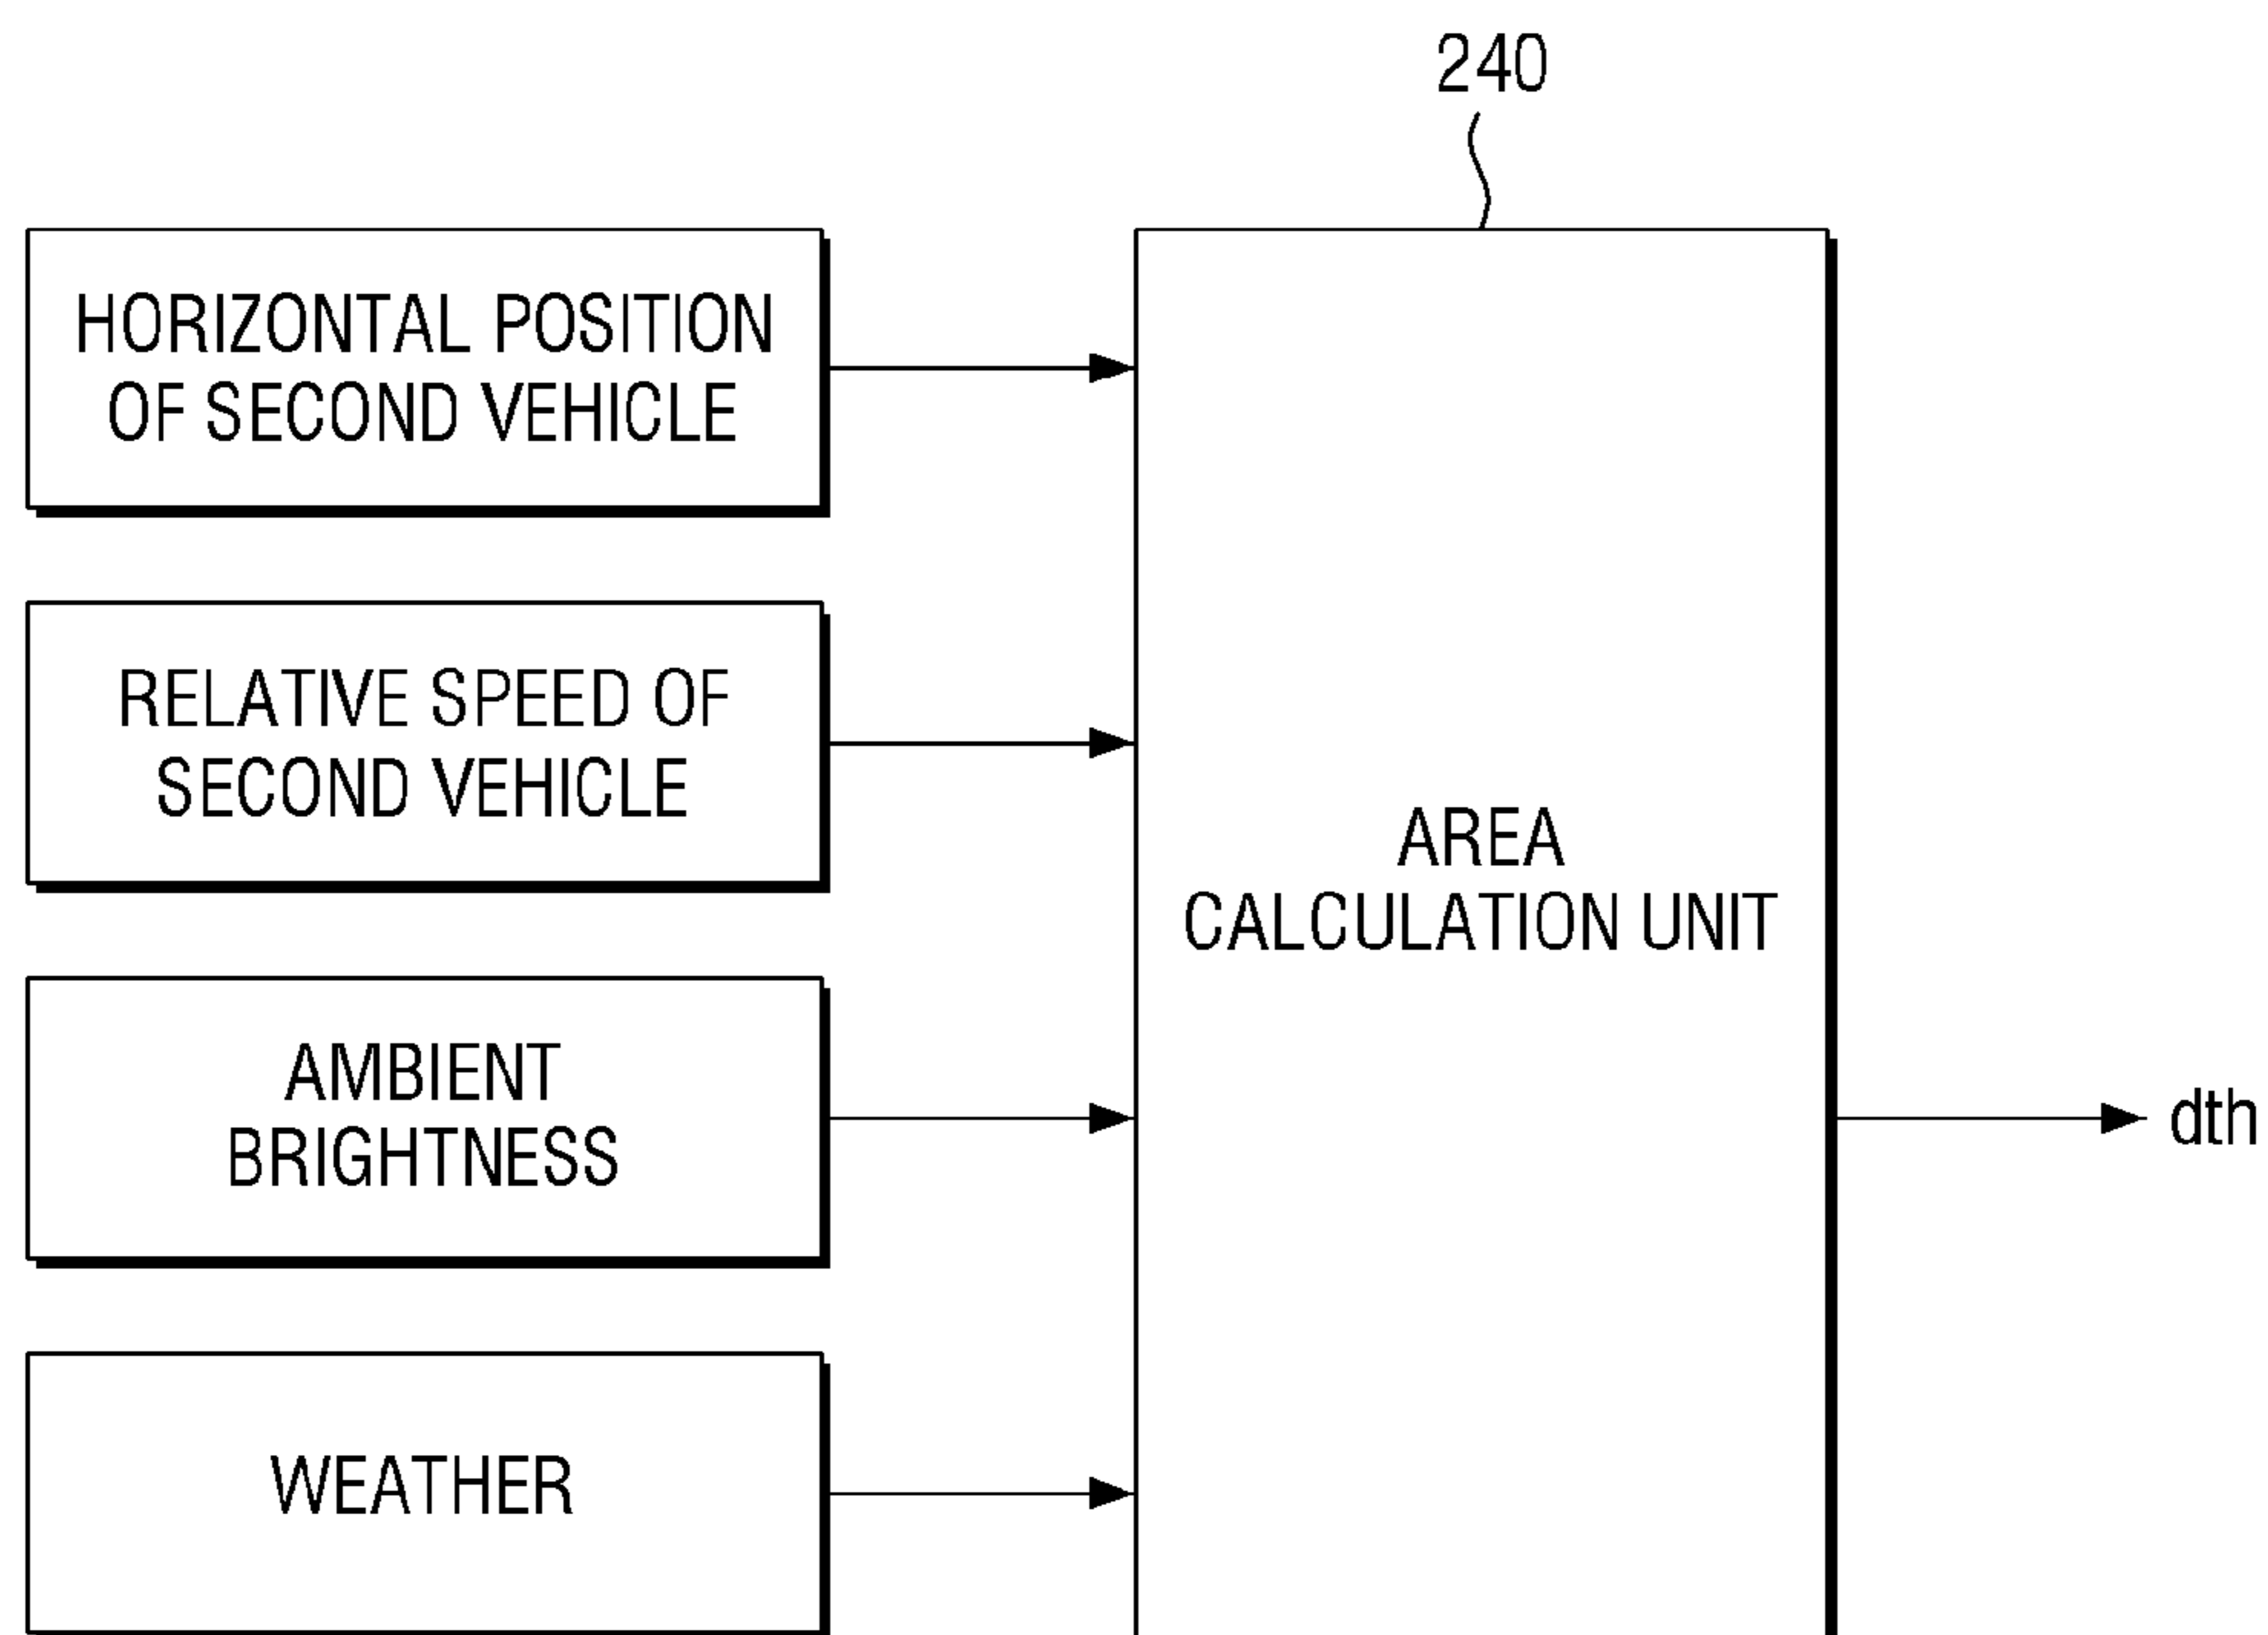 240
HORIZONTAL POSITION
OF SECOND VEHICLE
RELATIVE SPEED OF
SECOND VEHICLE
AMBIENT
BRIGHTNESS
WEATHER
AREA
CALCULATION UNIT
dth